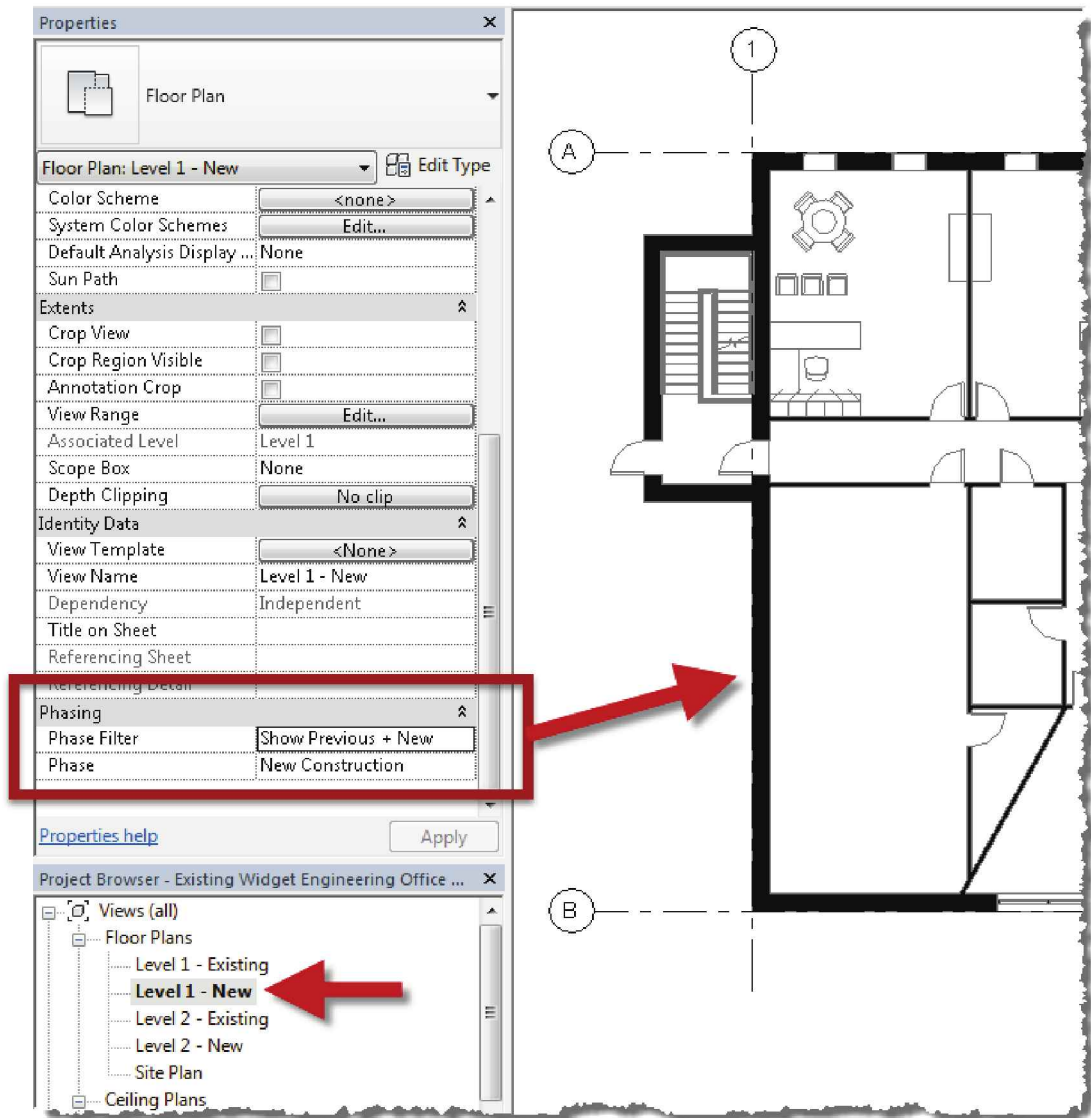 Properties
Floor Plan
Floor Plan: Level 1 - New Edit Type
Color Scheme <none>
System Color Schemes Edit...
Default Analysis Display ... None
Sun Path
Extents
Crop View
Crop Region Visible
Annotation Crop
View Range Edit...
Associated Level Level 1
Scope Box None
Depth Clipping No clip
Identity Data
View Template <None>
View Name Level 1 - New
Dependency Independent
Title on Sheet
Referencing Sheet
Referencing Detail
Phasing
Phase Filter Show Previous + New
Phase New Construction
Properties help Apply
Project Browser - Existing Widget Engineering Office ...
Views (all)
Floor Plans
Level 1 - Existing
Level 1 - New
Level 2 - Existing
Level 2 - New
Site Plan
Ceiling Plans
1
A
B